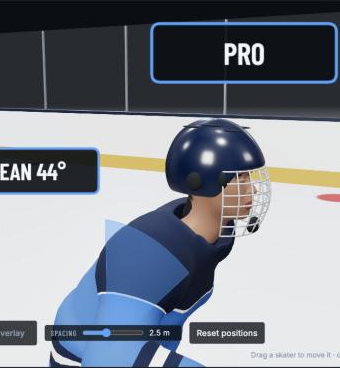 PRO
EAN 44°
verlay
SPACING
2.5 m
Reset positions
Drag a skater to move it · c